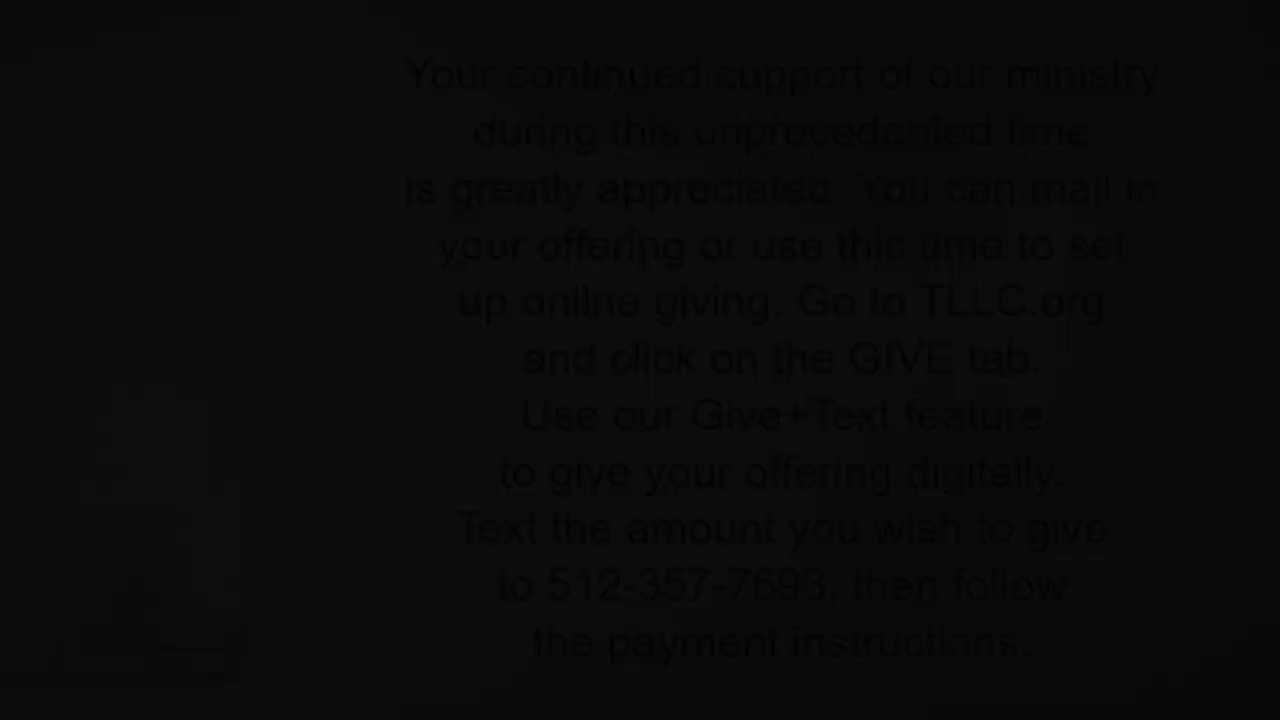 Your continued support of our ministry
during this unprecedented time
is greatly appreciated. You can mail in
your offering or use this time to set
up online giving. Go to TLLC.org
and click on the GIVE tab.
Use our Give+Text feature
to give your offering digitally.
Text the amount you wish to give
to 512-357-7693, then follow
the payment instructions.